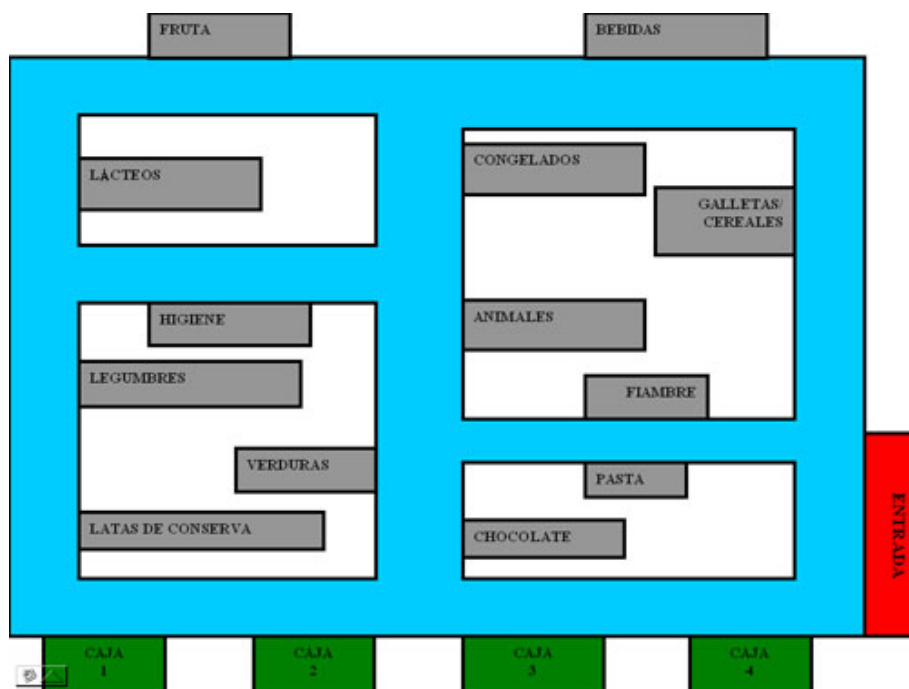 FRUTA
BEBIDAS
LÁCTEOS
CONGELADOS
GALLETAS/
CEREALES
HIGIENE
ANIMALES
LEGUMBRES
FIAMBRE
VERDURAS
PASTA
LATAS DE CONSERVA
CHOCOLATE
ENTRADA
CAJA
1
CAJA
2
CAJA
3
CAJA
4